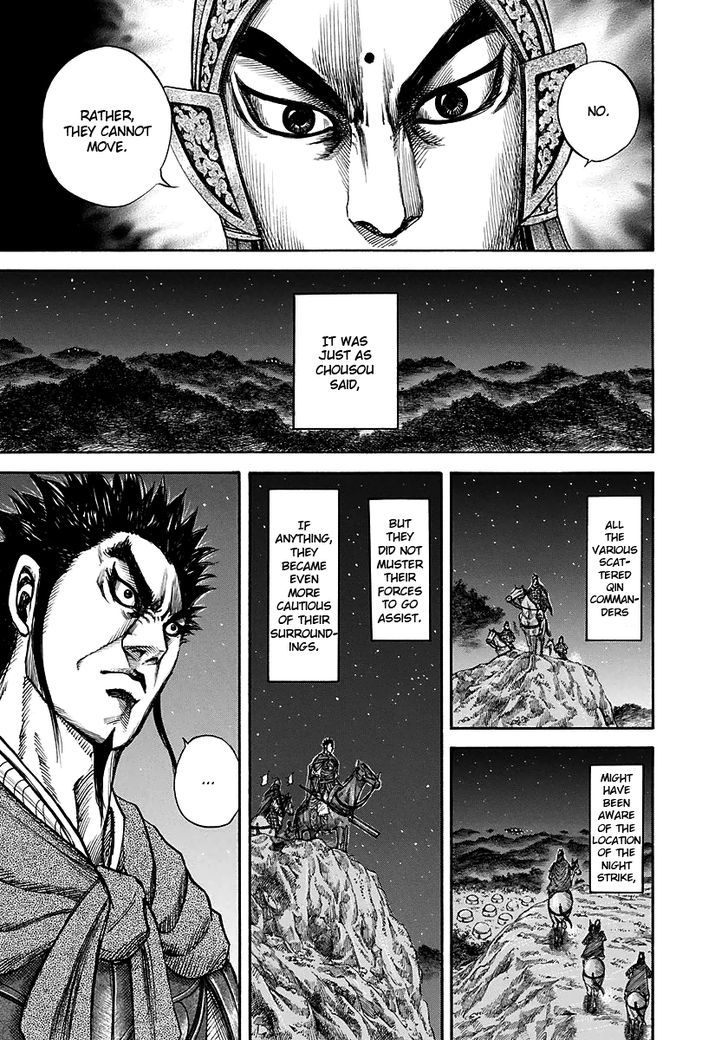 NO.
RATHER,
THEY CANNOT
MOVE.
IT WAS
JUST AS
CHOUSOU
SAID,
ALL
THE
VARIOUS
SCAT-
TERED
QIN
COMMAN-
DERS
MIGHT
HAVE
BEEN
AWARE
OF THE
LOCATION
OF THE
NIGHT
STRIKE,
BUT
THEY
DID NOT
MUSTER
THEIR
FORCES
TO GO
ASSIST.
IF
ANYTHING,
THEY
BECAME
EVEN
MORE
CAUTIOUS
OF THEIR
SURROUND-
INGS.
...